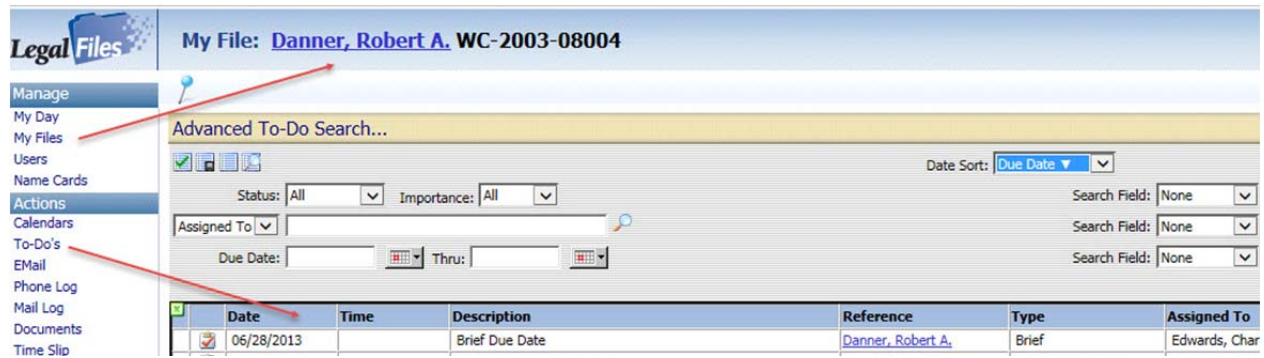 Legal Files
My File: Danner, Robert A. WC-2003-08004
Manage
My Day
My Files
Users
Name Cards
Actions
Calendars
To-Do's
EMail
Phone Log
Mail Log
Documents
Time Slip
Advanced To-Do Search...
Date Sort: Due Date ▼
Status: All Importance: All Search Field: None
Assigned To Search Field: None
Due Date: Thru: Search Field: None
Date Time Description Reference Type Assigned To
06/28/2013 Brief Due Date Danner, Robert A. Brief Edwards, Char